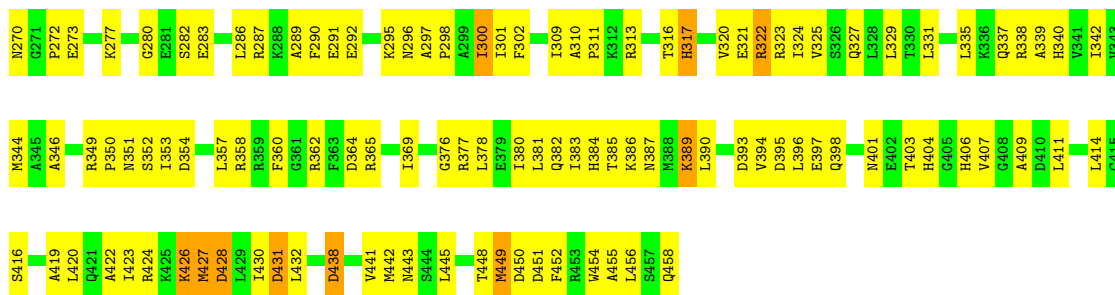 N270 G271 P272 E273 K277 G280 E281 S282 E283 L286 R287 K288 A289 F290 E291 E292 K295 N296 A297 P298 A299 I300 I301 F302 I309 A310 P311 K312 R313 T316 H317 V320 E321 R322 R323 I324 V325 S326 Q327 L328 L329 T330 L331 L335 K336 Q337 R338 A339 H340 V341 I342 V343
M344 A345 A346 R349 P350 N351 S352 I353 D354 L357 R358 R359 F360 G361 R362 F363 D364 R365 I369 G376 R377 L378 E379 I380 L381 Q382 I383 H384 T385 K386 N387 M388 K389 L390 D393 V394 D395 L396 E397 Q398 N401 E402 T403 H404 G405 H406 V407 G408 A409 D410 L411 L414 C415
S416 A419 L420 Q421 A422 I423 R424 K425 K426 M427 D428 L429 I430 D431 L432 D438 V441 M442 N443 S444 L445 T448 M449 D450 D451 F452 R453 W454 A455 L456 S457 Q458